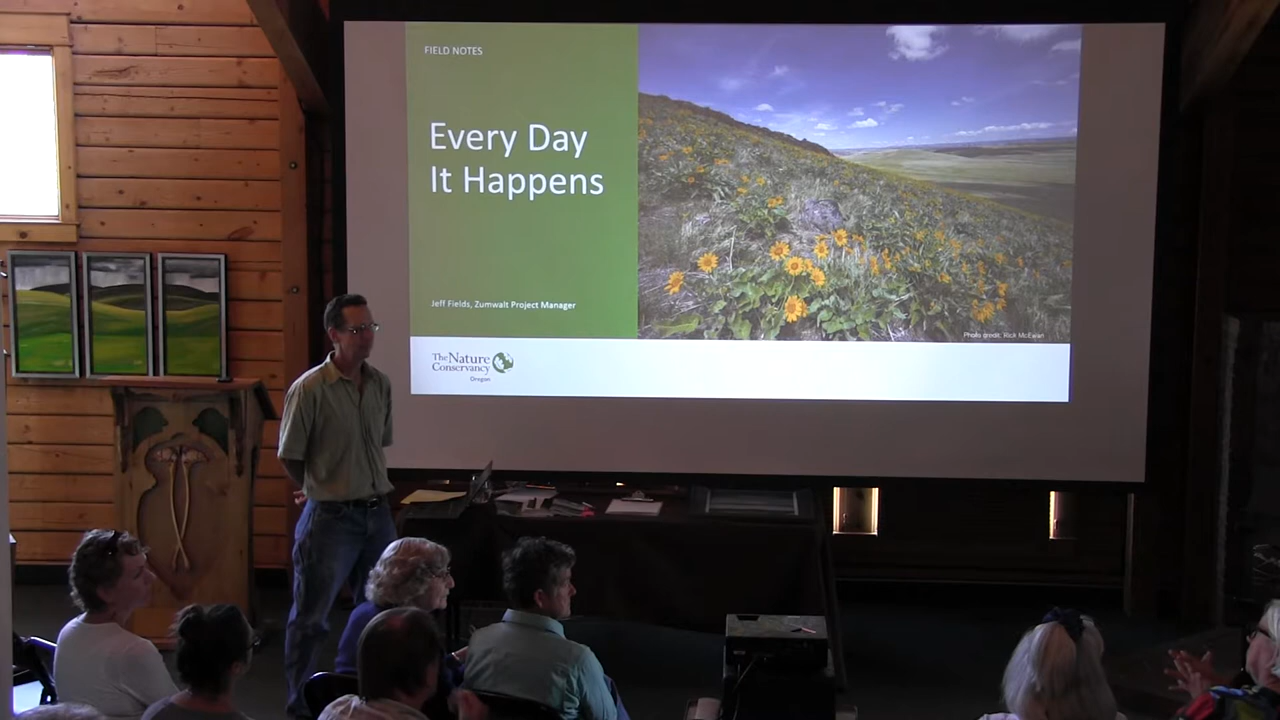 FIELD NOTES
Every Day
It Happens
Jeff Fields, Zumwalt Project Manager
Photo credit: Rick McEwan
The Nature
Conservancy
Oregon